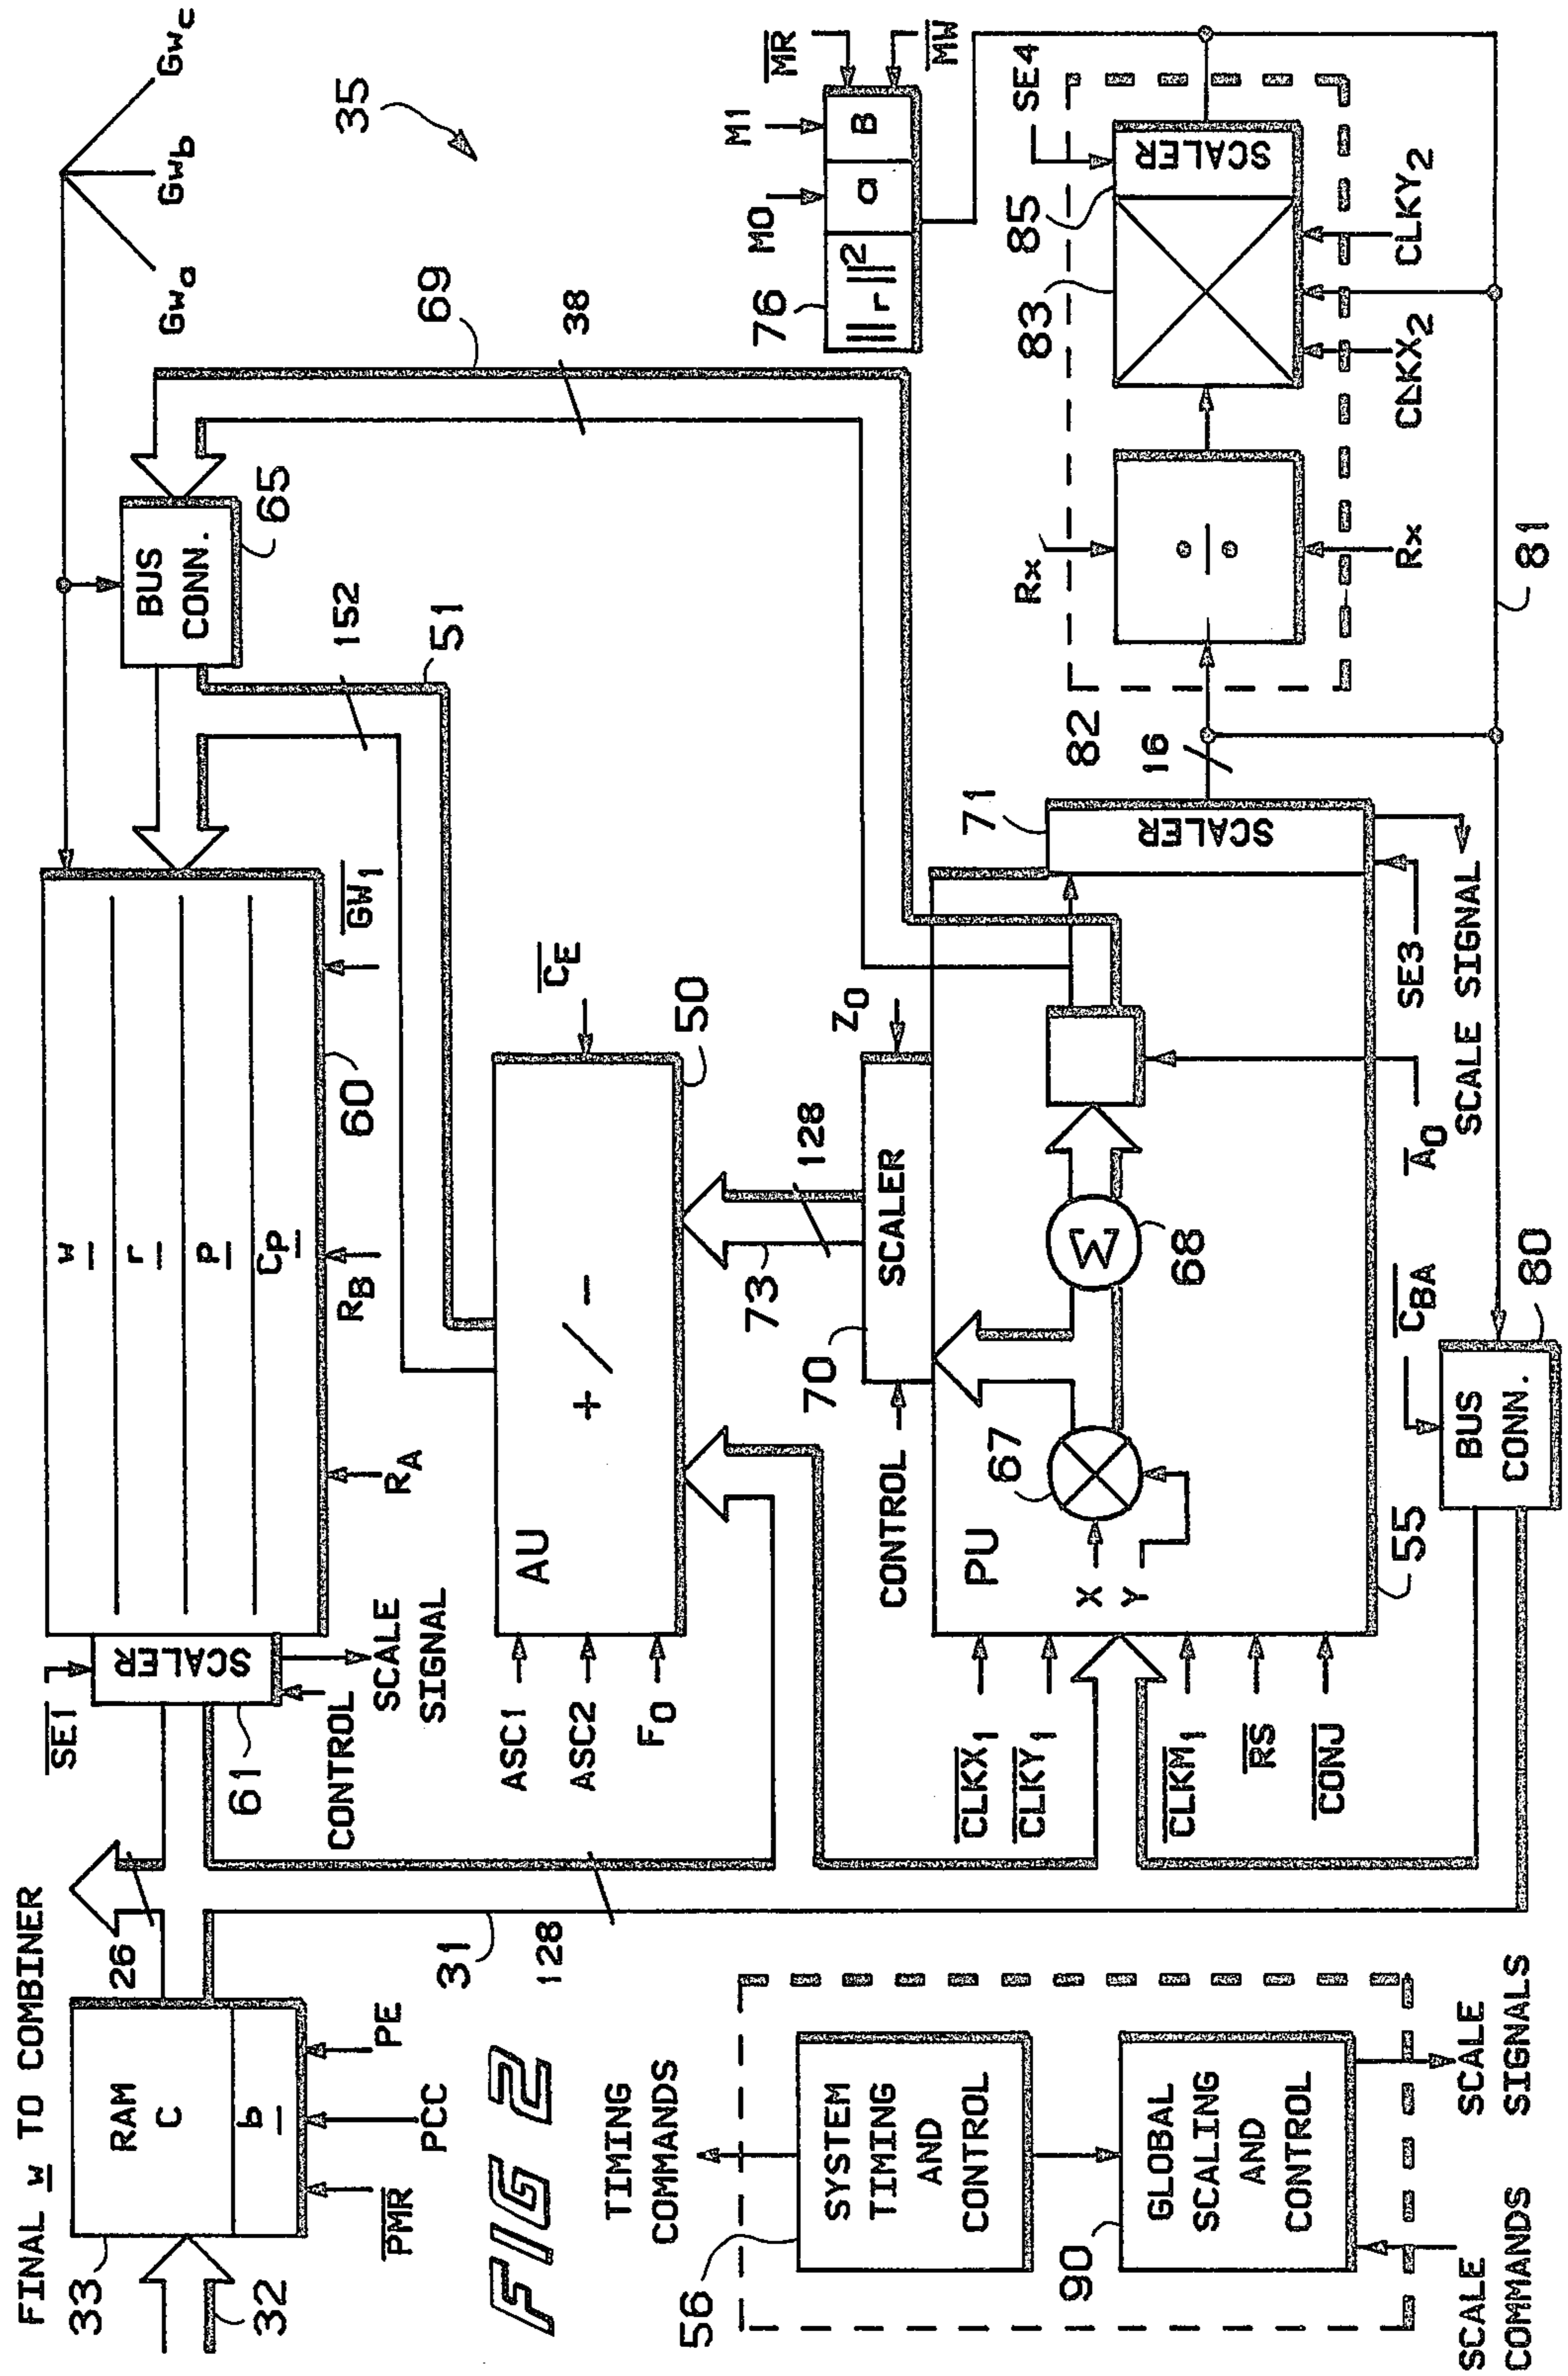 FINAL w TO COMBINER
26
33
RAM
C
b
32
PMR
PCC
PE
31
128
SE1
SCALER
61
CONTROL
SCALE
SIGNAL
w
r
p
Cp
RA
RB
60
GW1
BUS
CONN.
65
152
51
69
38
Gwa
Gwb
Gwc
35
ASC1
ASC2
FO
AU
+ / -
CE
50
73
128
CONTROL
70
SCALER
ZO
CLKX1
CLKY1
CLKM1
RS
CONJ
PU
X
Y
67
68
55
AO
SE3
SCALE SIGNAL
71
SCALER
16
82
Rx
÷
Rx
83
85
SCALER
SE4
CLKX2
CLKY2
76
||r||2
a
B
M0
M1
MR
MW
81
CBA
BUS
CONN.
80
FIG 2
TIMING
COMMANDS
56
SYSTEM
TIMING
AND
CONTROL
90
GLOBAL
SCALING
AND
CONTROL
SCALE
COMMANDS
SCALE
SIGNALS